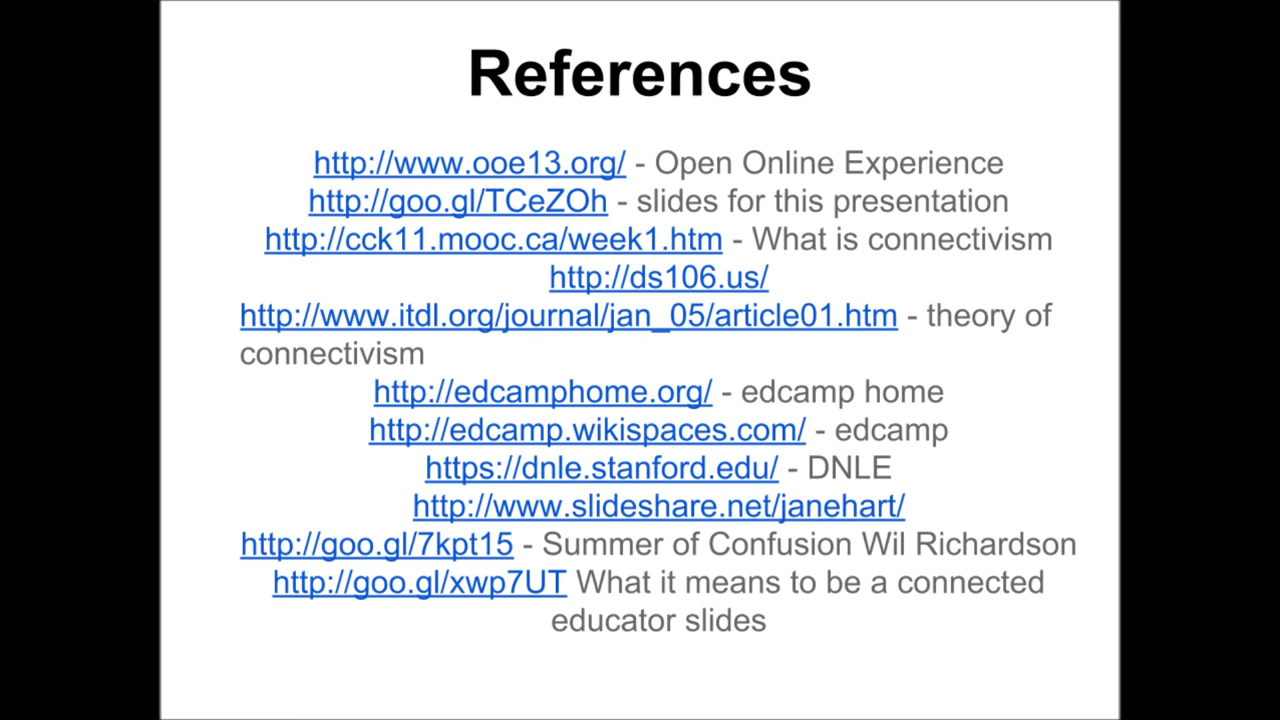 References
http://www.ooe13.org/ - Open Online Experience
http://goo.gl/TCeZOh - slides for this presentation
http://cck11.mooc.ca/week1.htm - What is connectivism
http://ds106.us/
http://www.itdl.org/journal/jan_05/article01.htm - theory of
connectivism
http://edcamphome.org/ - edcamp home
http://edcamp.wikispaces.com/ - edcamp
https://dnle.stanford.edu/ - DNLE
http://www.slideshare.net/janehart/
http://goo.gl/7kpt15 - Summer of Confusion Wil Richardson
http://goo.gl/xwp7UT What it means to be a connected
educator slides